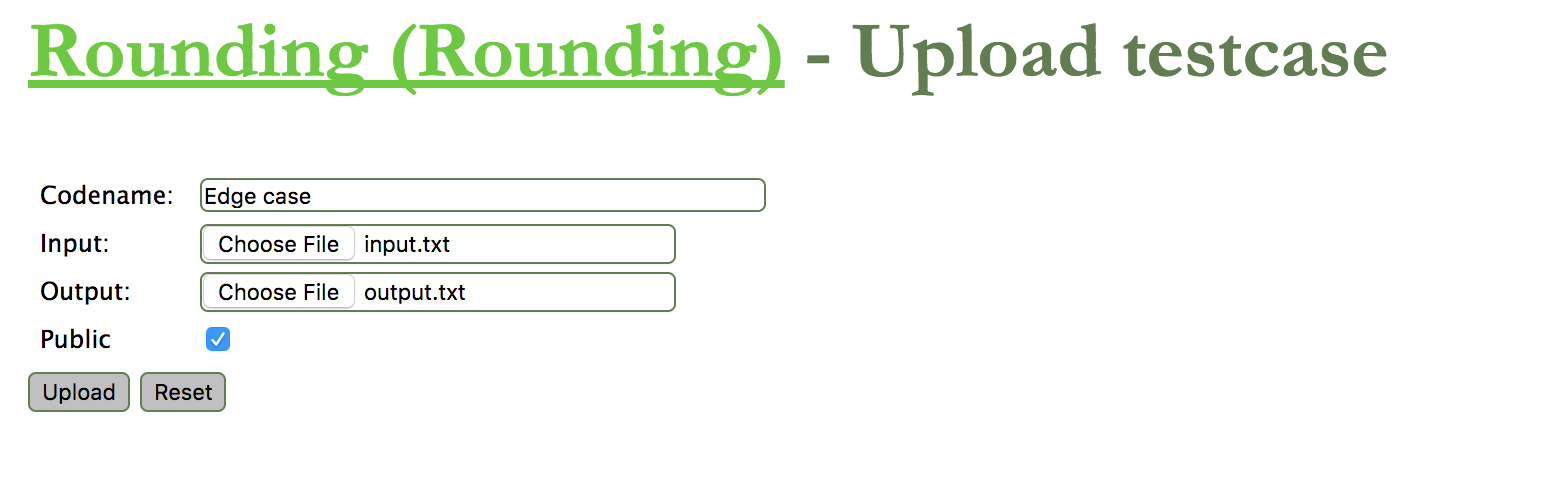 Rounding (Rounding) - Upload testcase
Codename: Edge case
Input: Choose File input.txt
Output: Choose File output.txt
Public
Upload Reset